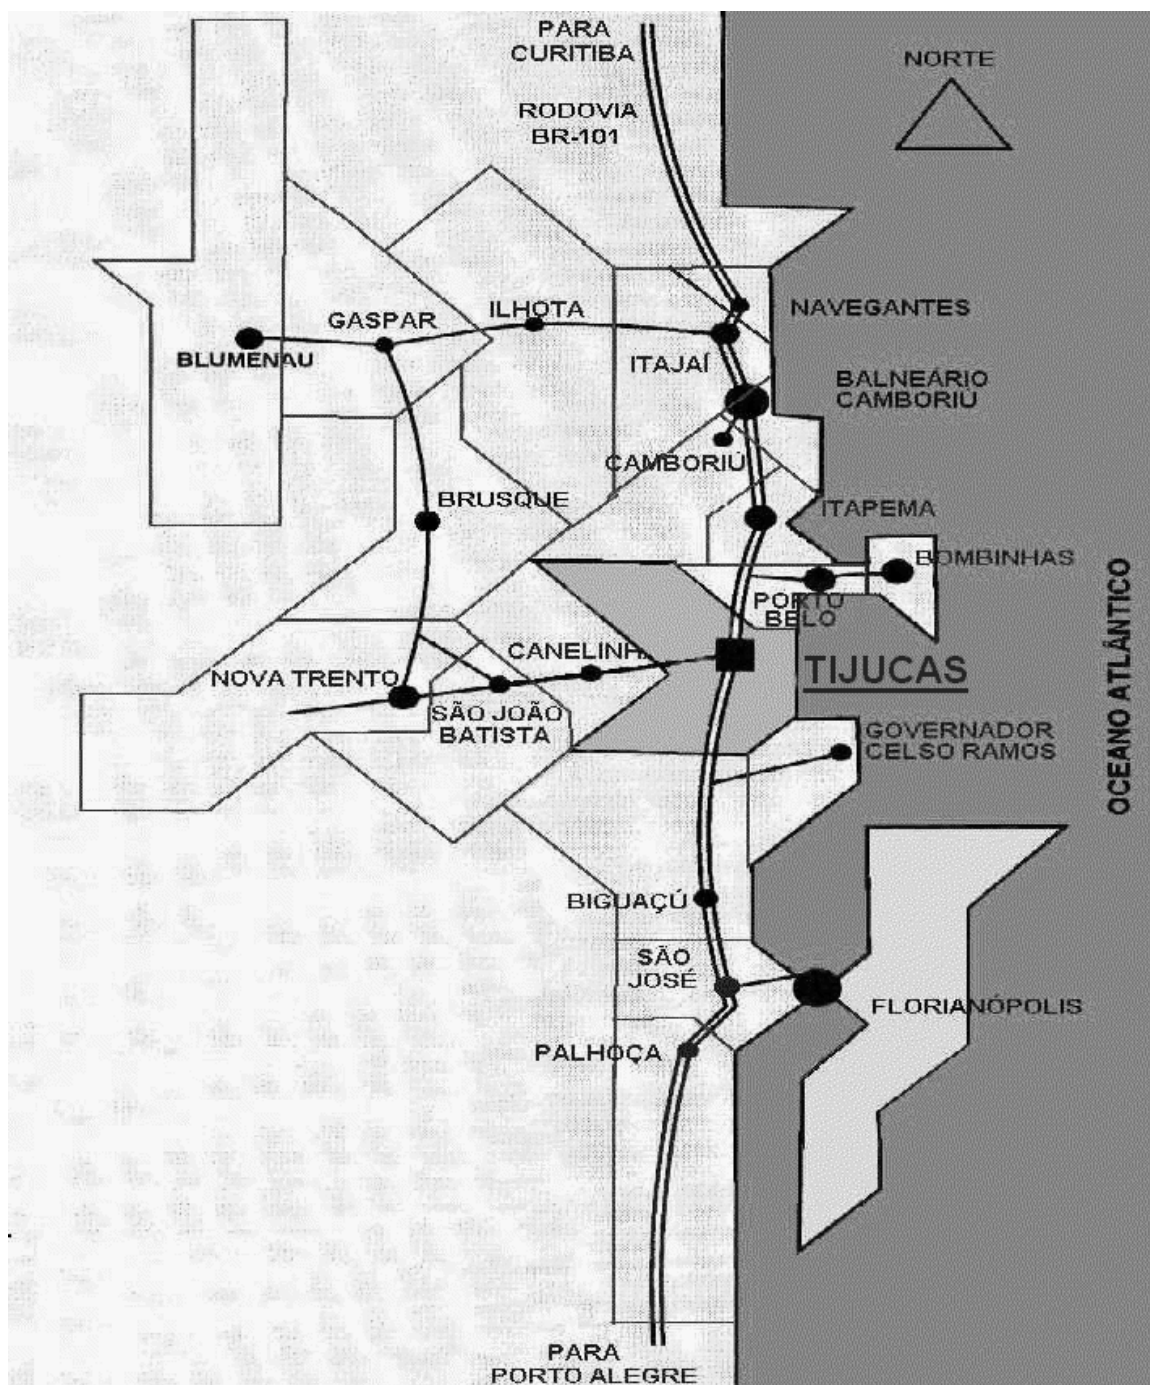 PARA
CURITIBA
NORTE
RODOVIA
BR-101
NAVEGANTES
ILHOTA
GASPAR
BLUMENAU
ITAJAÍ
BALNEÁRIO
CAMBORIÚ
CAMBORIÚ
BRUSQUE
ITAPEMA
BOMBINHAS
PORTO
BELO
OCEANO ATLÂNTICO
CANELINHA
TIJUCAS
NOVA TRENTO
SÃO JOÃO
BATISTA
GOVERNADOR
CELSO RAMOS
BIGUAÇÚ
SÃO
JOSÉ
FLORIANÓPOLIS
PALHOÇA
PARA
PORTO ALEGRE